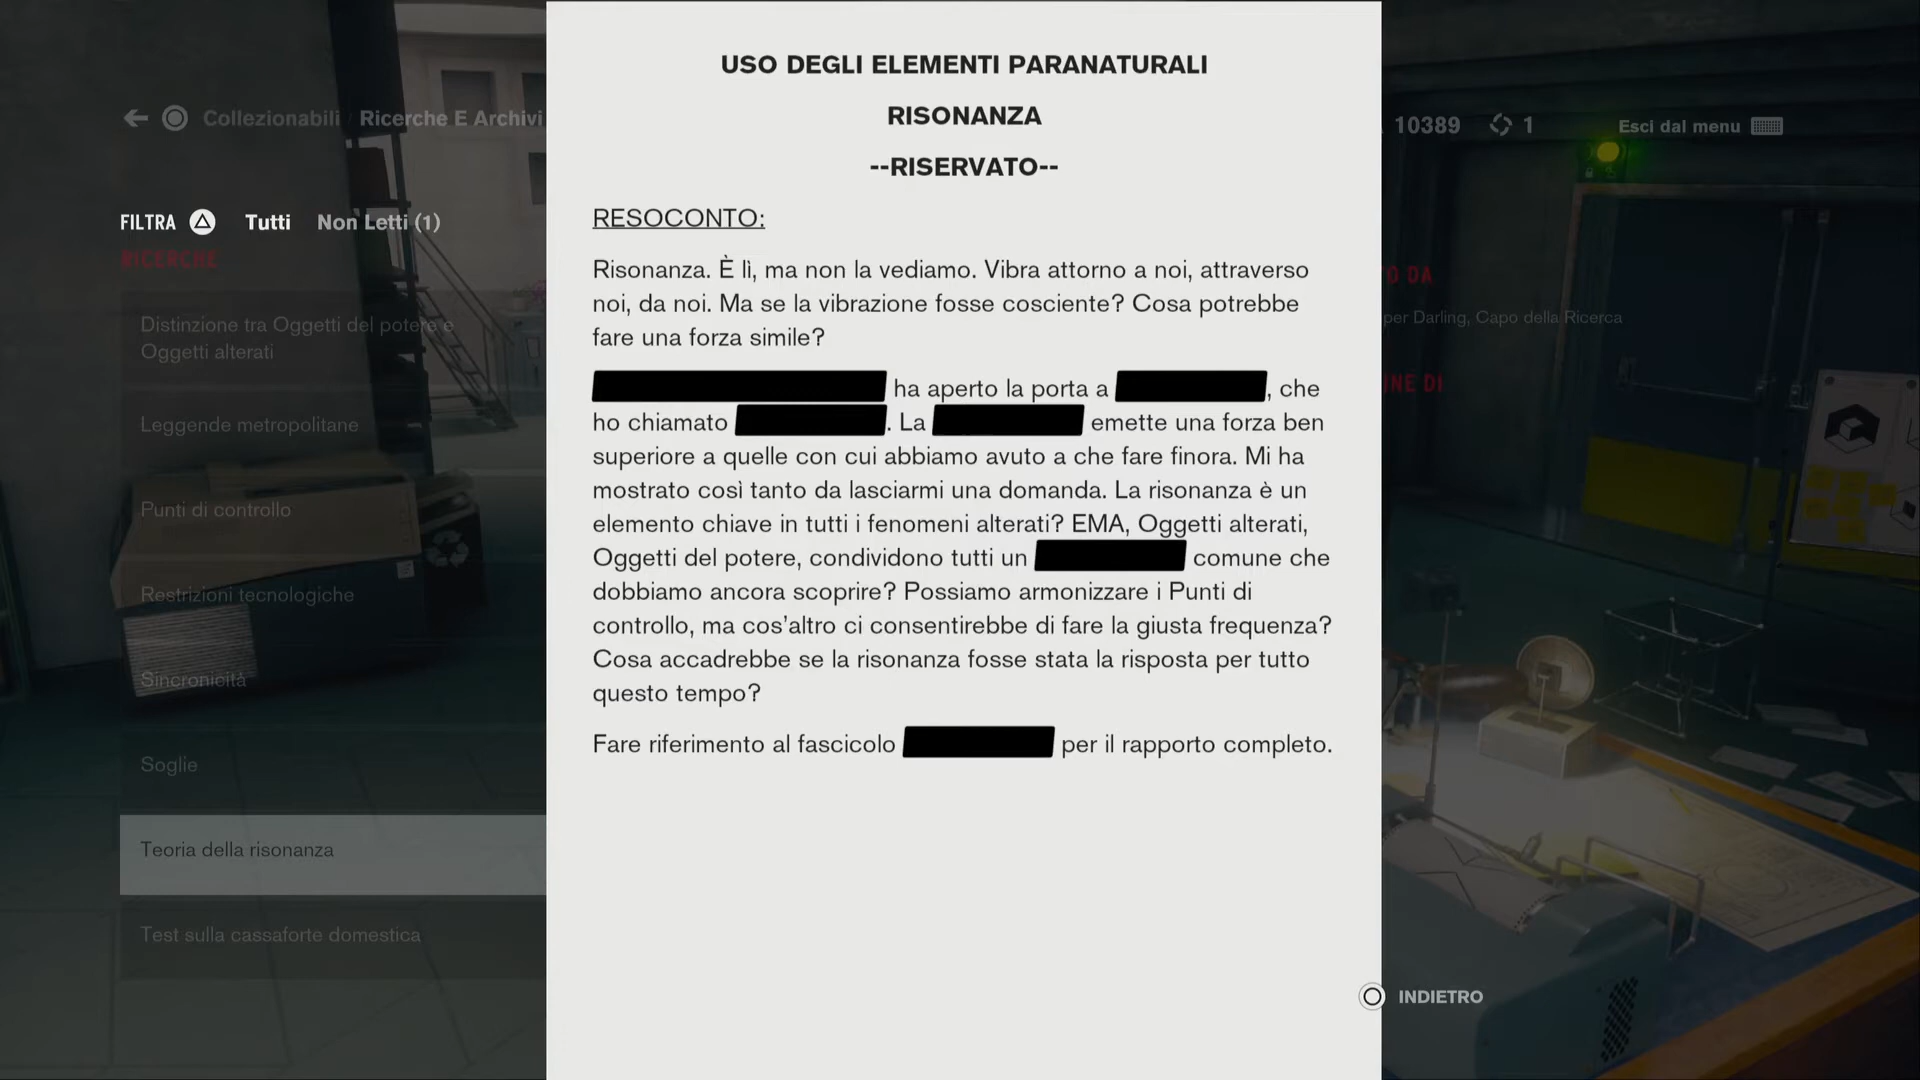 USO DEGLI ELEMENTI PARANATURALI
RISONANZA
--RISERVATO--
RESOCONTO:
Risonanza. È lì, ma non la vediamo. Vibra attorno a noi, attraverso
noi, da noi. Ma se la vibrazione fosse cosciente? Cosa potrebbe
fare una forza simile?
ha aperto la porta a , che
ho chiamato . La emette una forza ben
superiore a quelle con cui abbiamo avuto a che fare finora. Mi ha
mostrato così tanto da lasciarmi una domanda. La risonanza è un
elemento chiave in tutti i fenomeni alterati? EMA, Oggetti alterati,
Oggetti del potere, condividono tutti un comune che
dobbiamo ancora scoprire? Possiamo armonizzare i Punti di
controllo, ma cos'altro ci consentirebbe di fare la giusta frequenza?
Cosa accadrebbe se la risonanza fosse stata la risposta per tutto
questo tempo?
Fare riferimento al fascicolo per il rapporto completo.
Collezionabili Ricerche E Archivi
FILTRA Tutti Non Letti (1)
RICERCHE
Distinzione tra Oggetti del potere e
Oggetti alterati
Leggende metropolitane
Punti di controllo
Restrizioni tecnologiche
Sincronicità
Soglie
Teoria della risonanza
Test sulla cassaforte domestica
10389 1 Esci dal menu
DA
per Darling, Capo della Ricerca
DI
INDIETRO